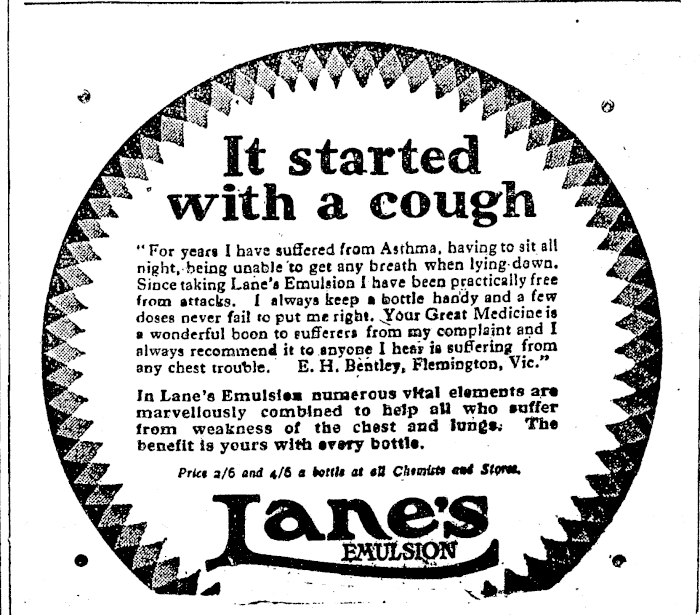 It started
with a cough
"For years I have suffered from Asthma, having to sit all
night, being unable to get any breath when lying down.
Since taking Lane's Emulsion I have been practically free
from attacks. I always keep a bottle handy and a few
doses never fail to put me right. Your Great Medicine is
a wonderful boon to sufferers from my complaint and I
always recommend it to anyone I hear is suffering from
any chest trouble. E. H. Bentley, Flemington, Vic."
In Lane's Emulsion numerous vital elements are
marvellously combined to help all who suffer
from weakness of the chest and lungs. The
benefit is yours with every bottle.
Price 2/6 and 4/6 a bottle at all Chemists and Stores.
Lane's
EMULSION